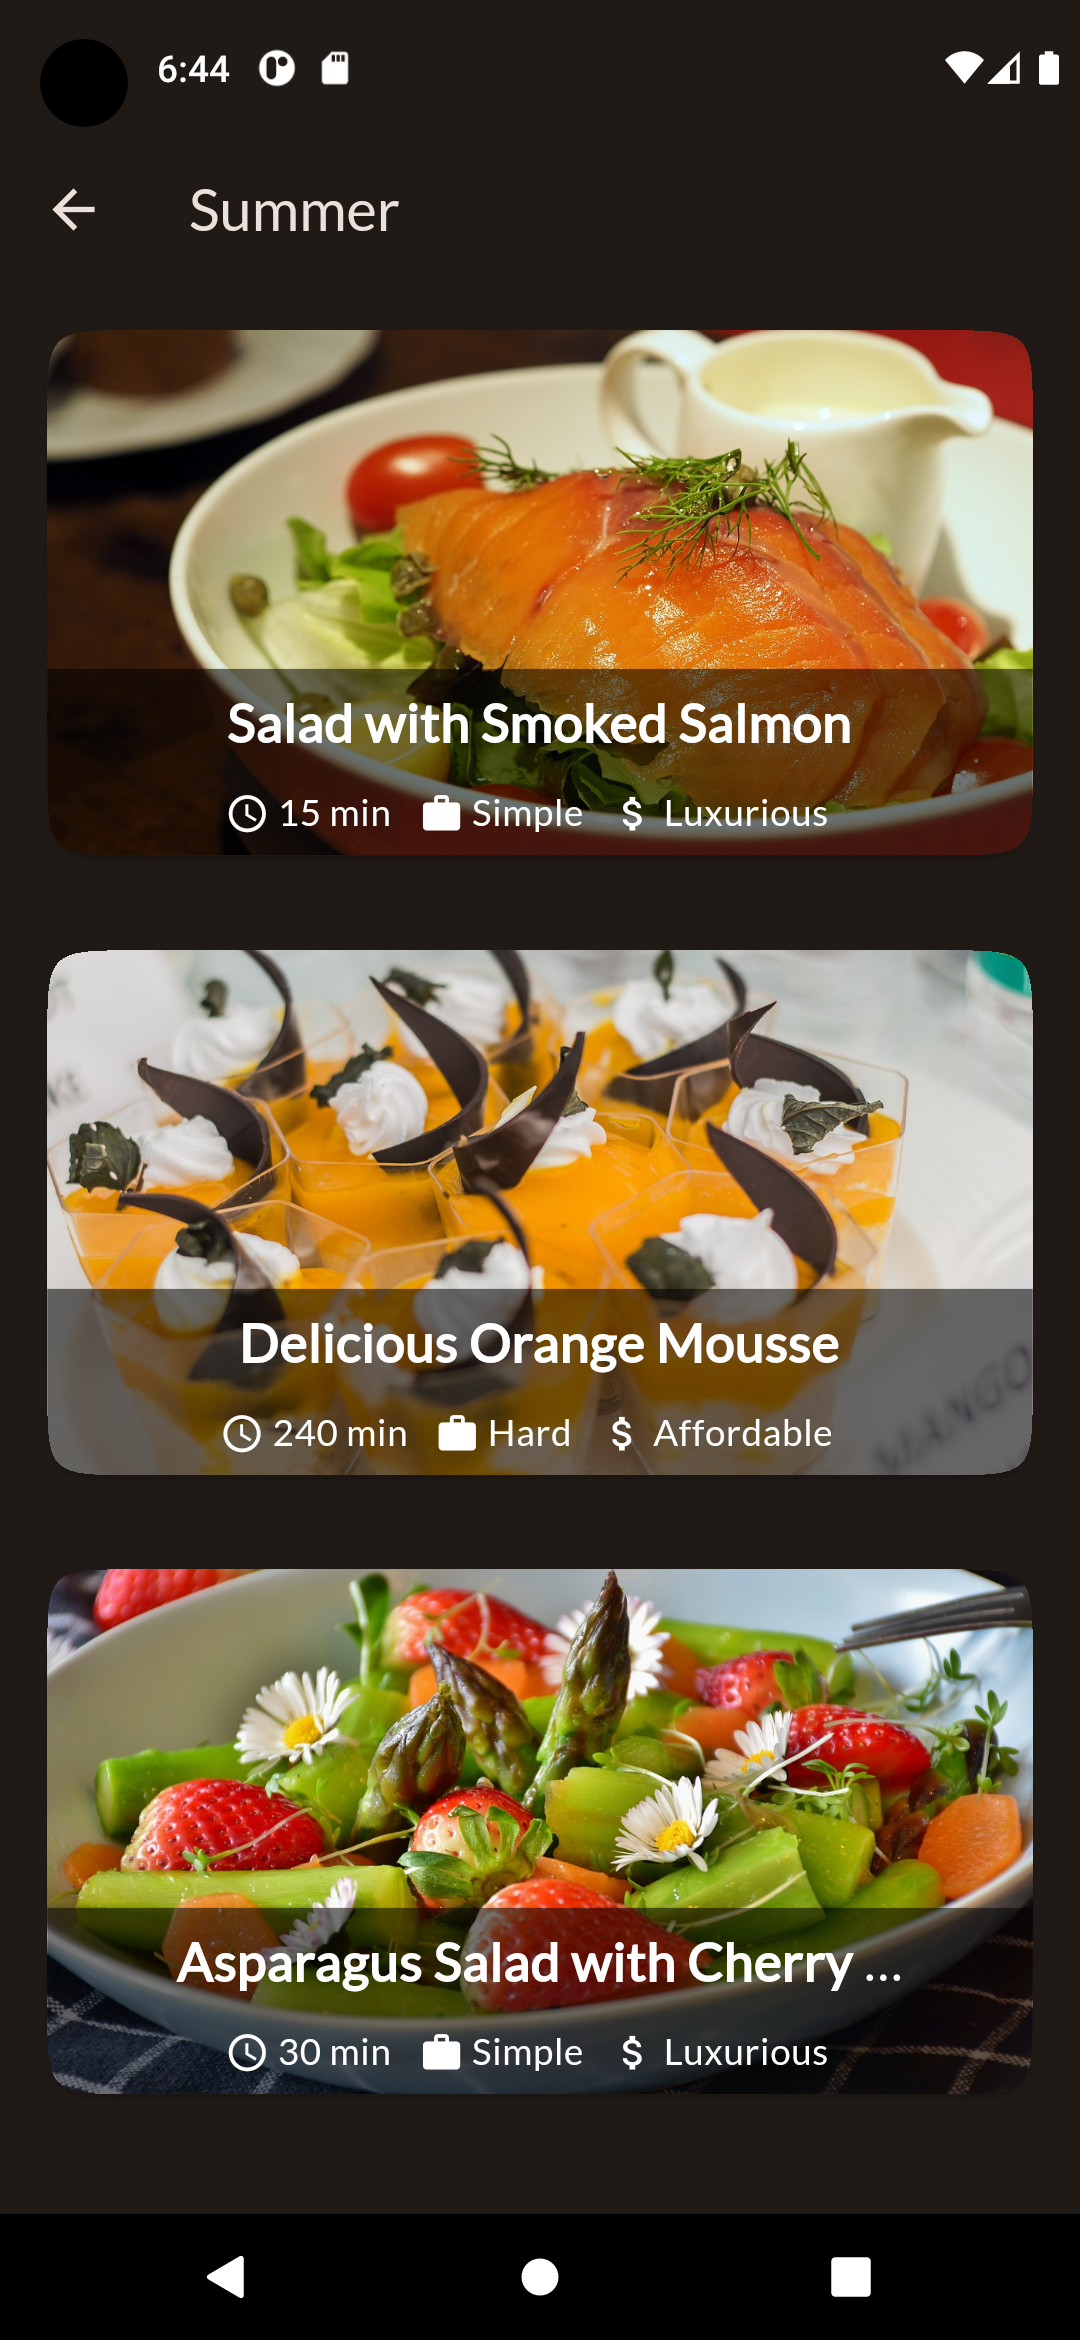 6:44
Summer
Salad with Smoked Salmon
15 min Simple $ Luxurious
Delicious Orange Mousse
MANGO
240 min Hard $ Affordable
Asparagus Salad with Cherry ...
30 min Simple $ Luxurious